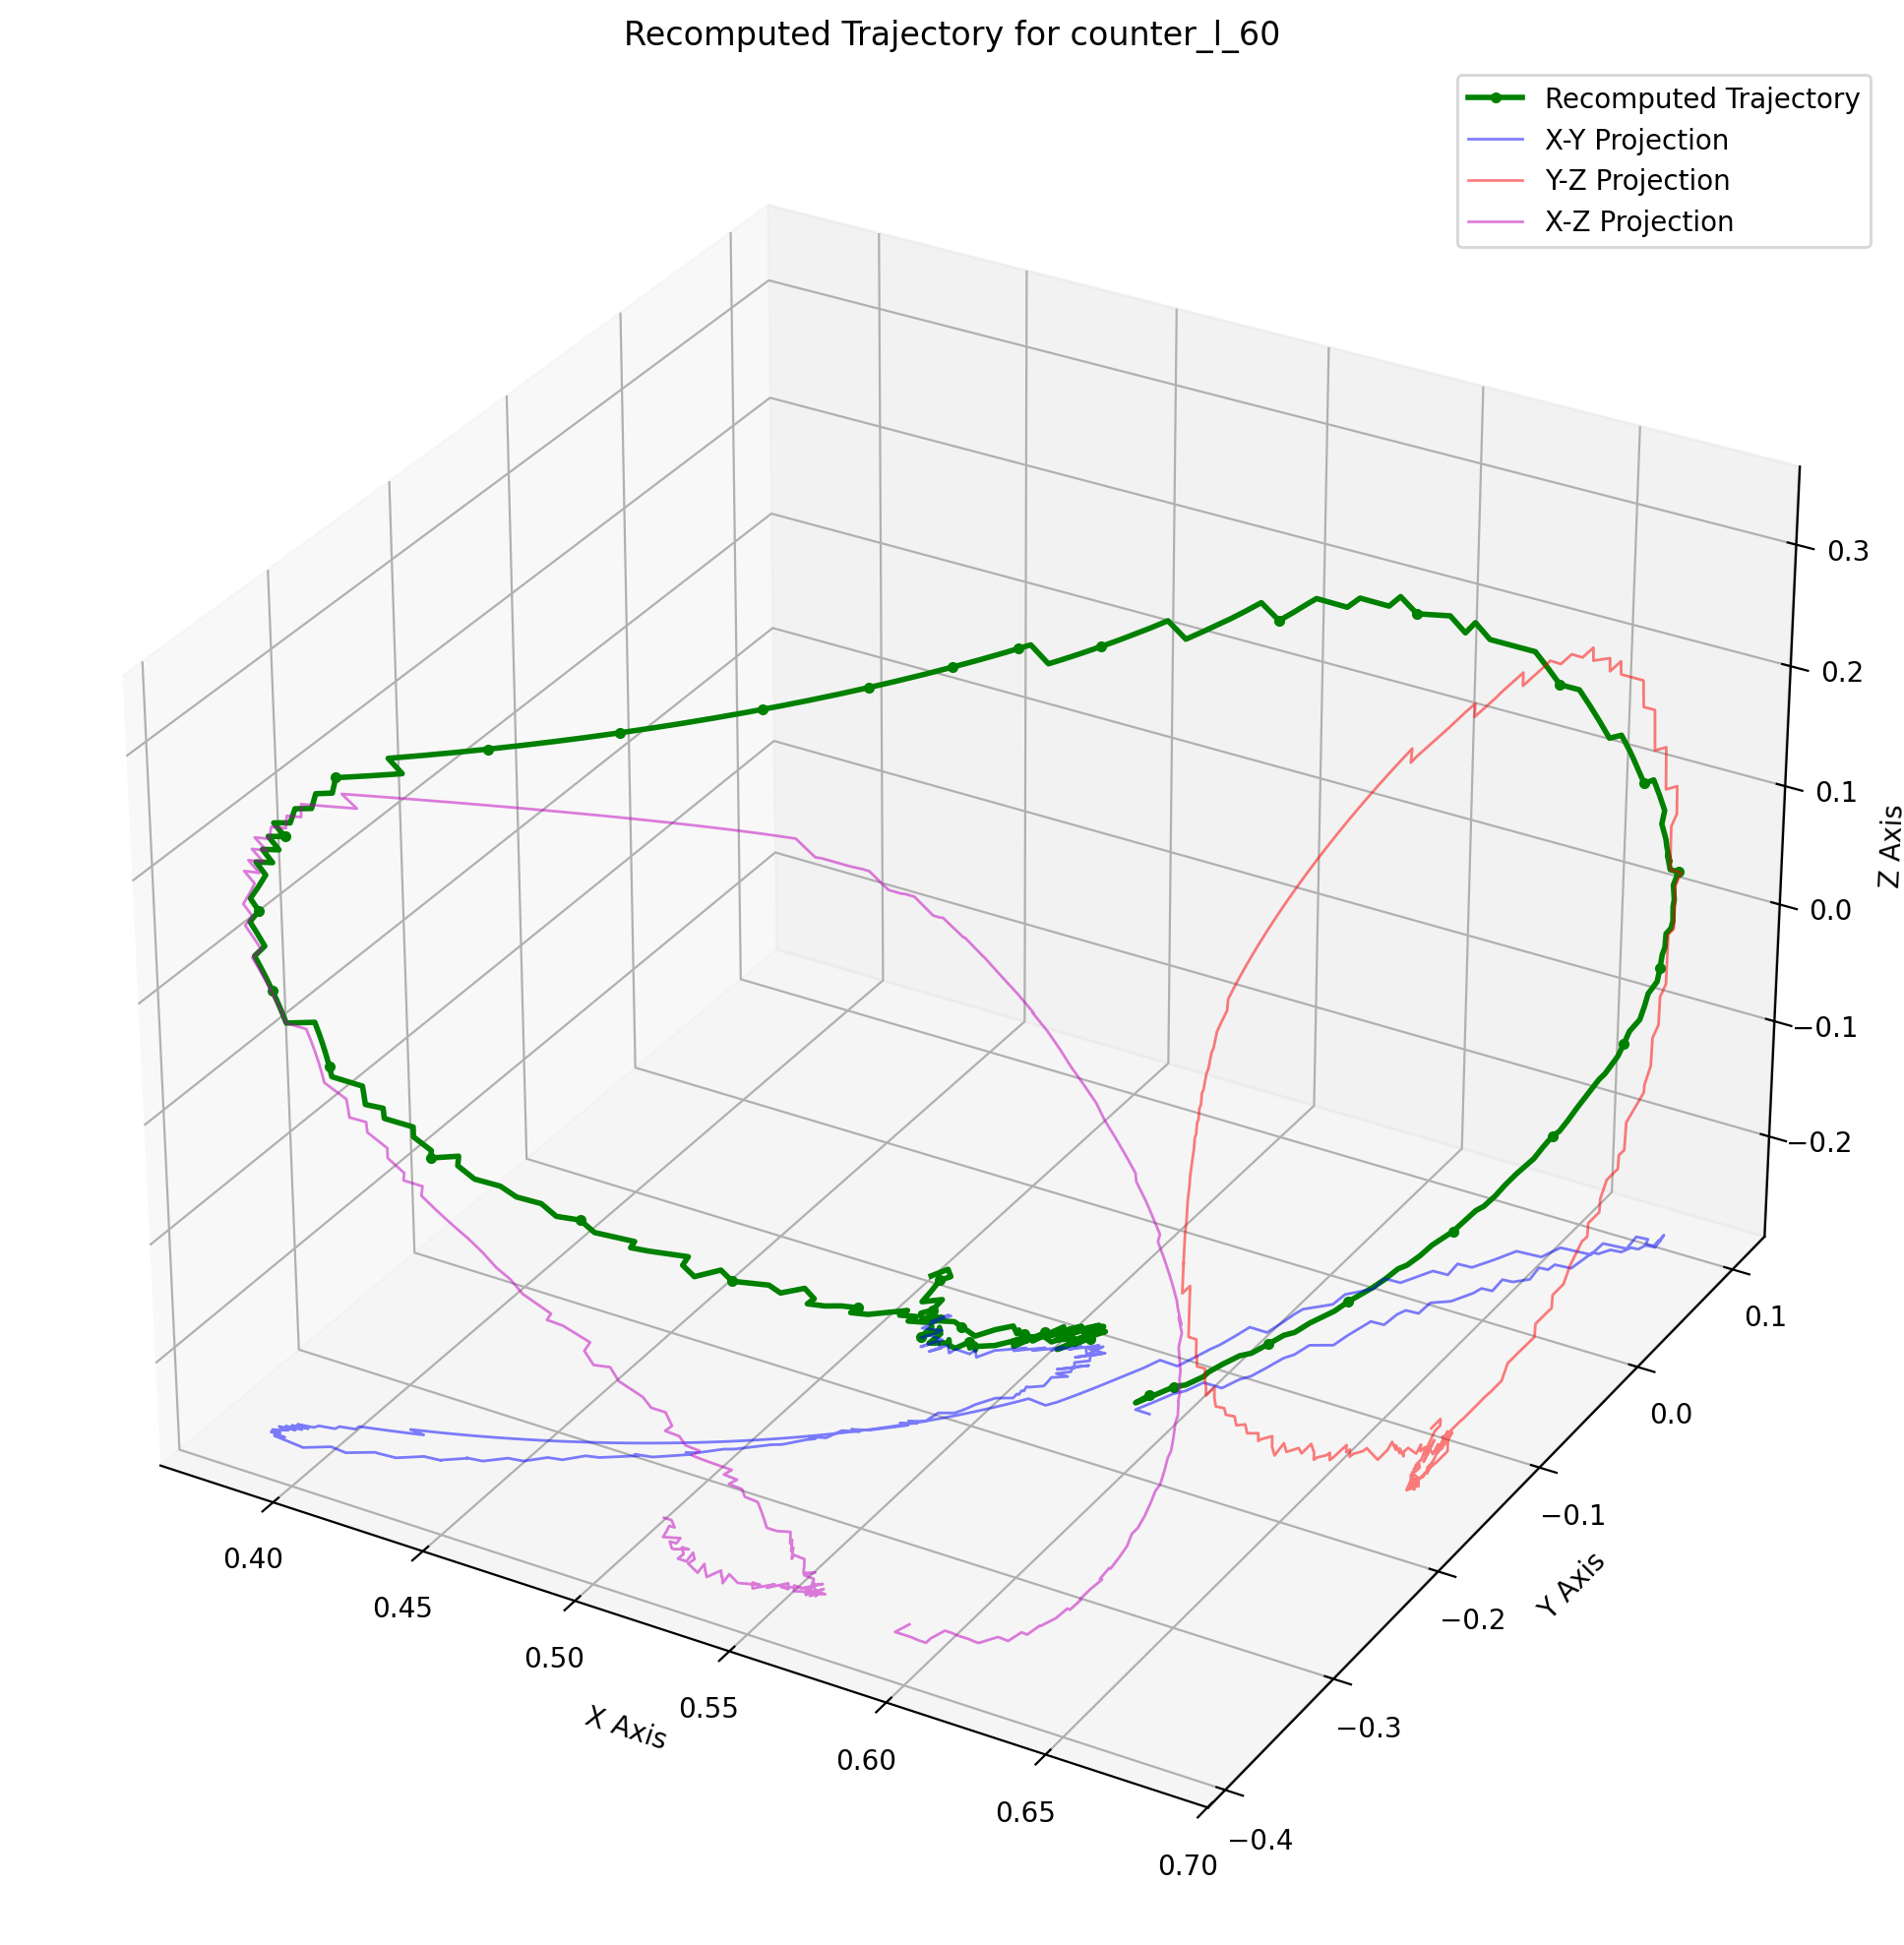 Recomputed Trajectory for counter_l_60
Recomputed Trajectory
X-Y Projection
Y-Z Projection
X-Z Projection
0.3
0.2
0.1
0.0
−0.1
−0.2
Z Axis
0.1
0.0
−0.1
−0.2
−0.3
−0.4
Y Axis
0.40
0.45
0.50
0.55
0.60
0.65
0.70
X Axis